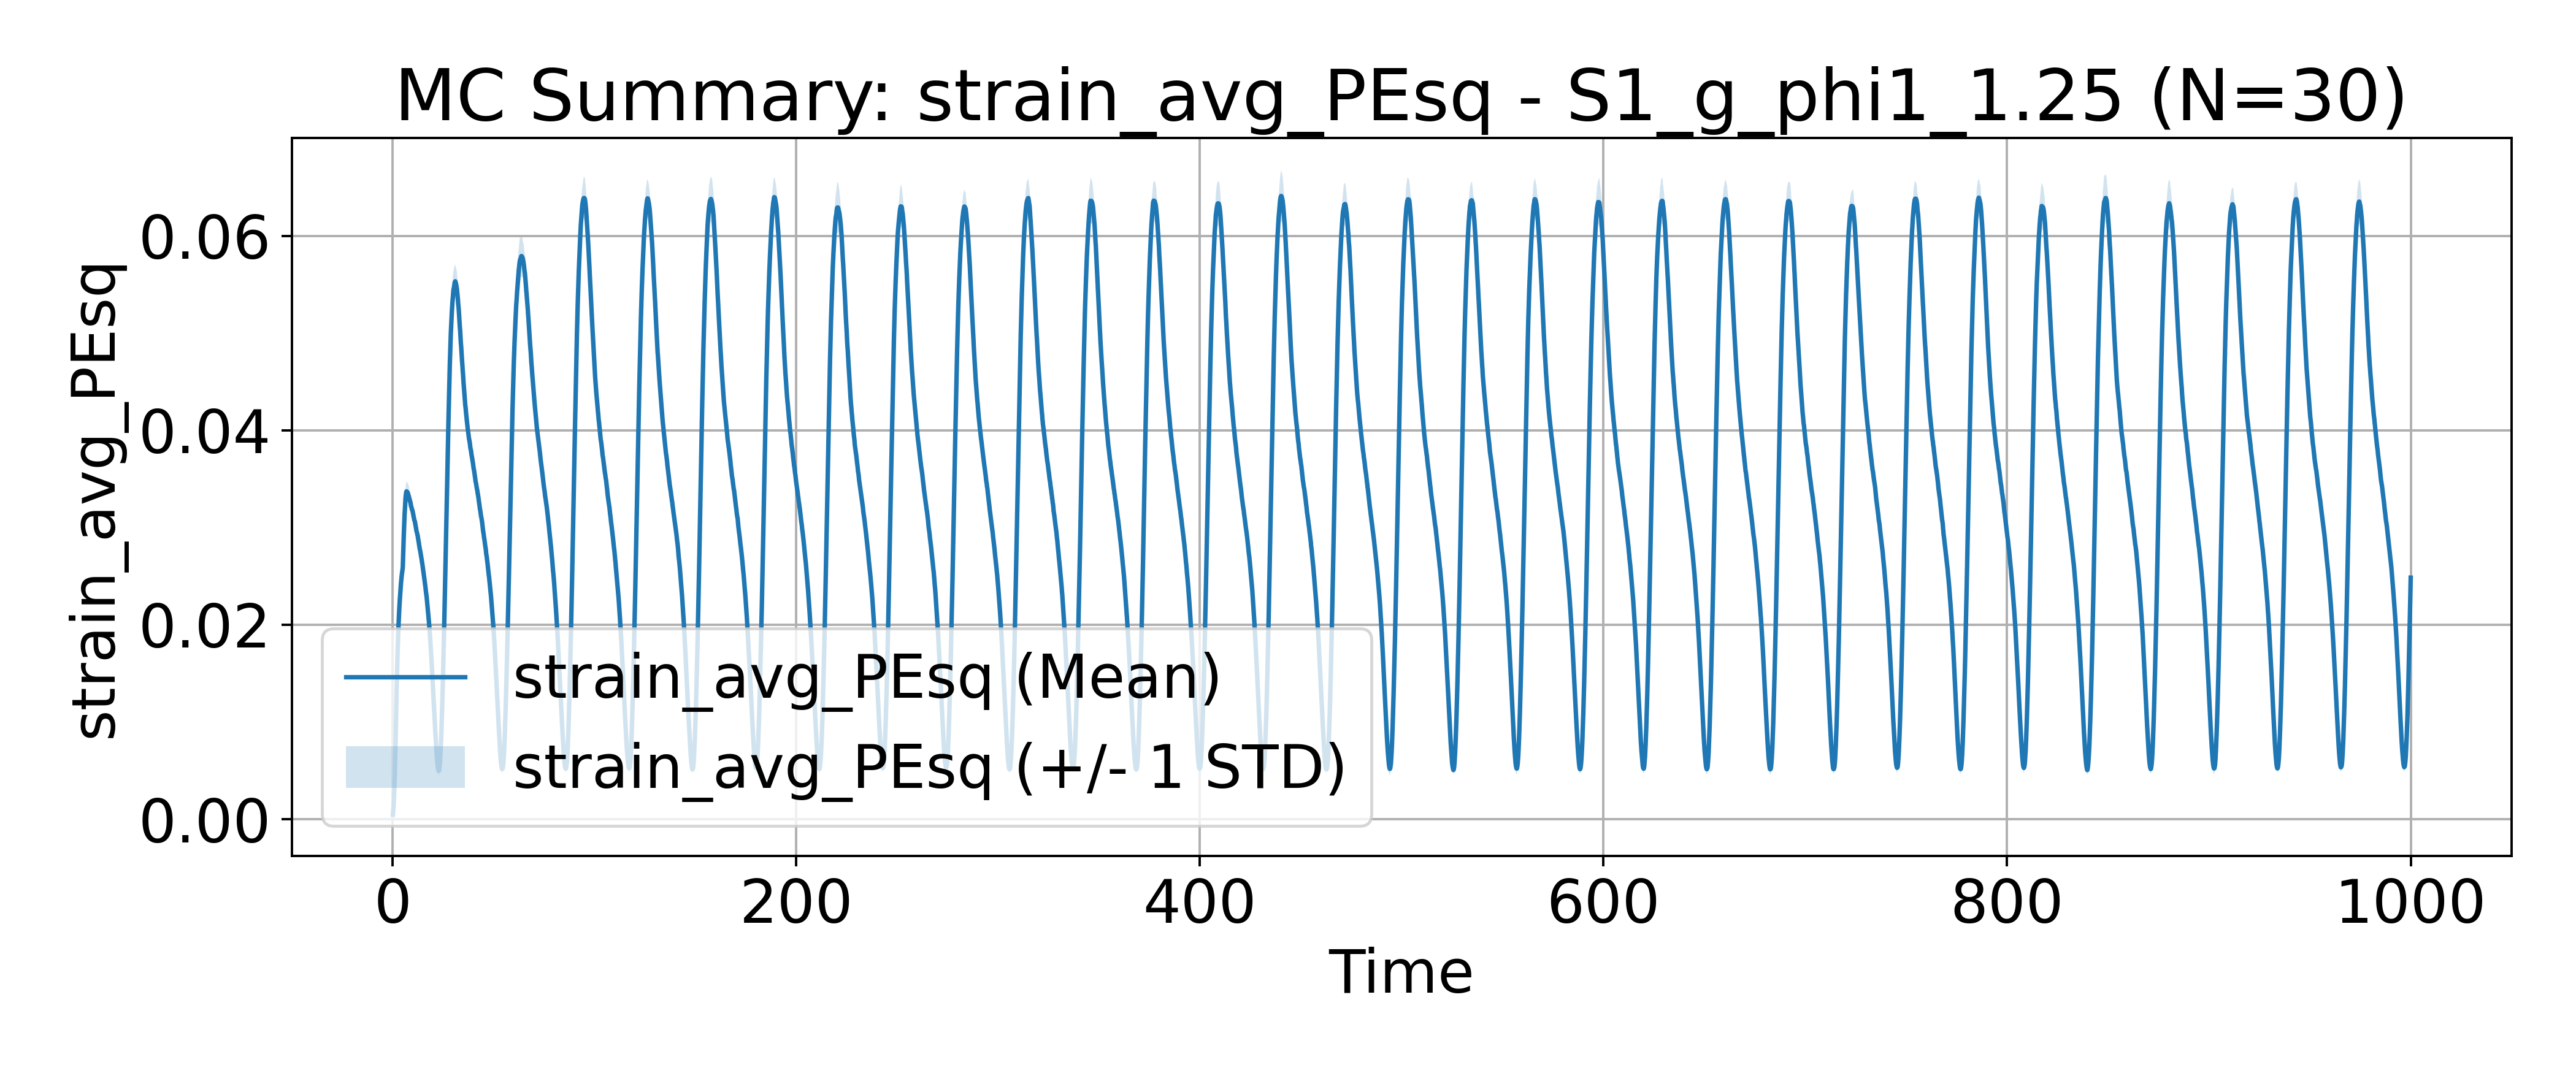 MC Summary: strain_avg_PEsq - S1_g_phi1_1.25 (N=30)
strain_avg_PEsq
0.06
0.04
0.02
0.00
strain_avg_PEsq (Mean)
strain_avg_PEsq (+/- 1 STD)
0 200 400 600 800 1000
Time